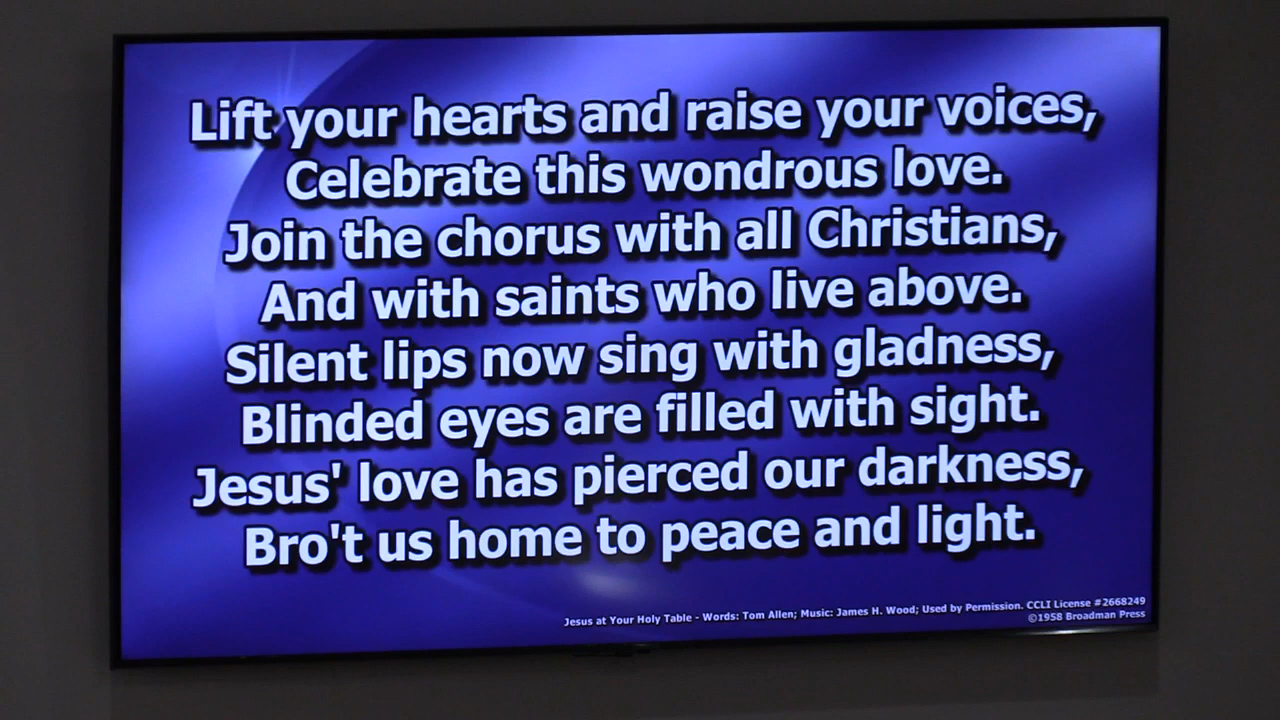 Lift your hearts and raise your voices,
Celebrate this wondrous love.
Join the chorus with all Christians,
And with saints who live above.
Silent lips now sing with gladness,
Blinded eyes are filled with sight.
Jesus' love has pierced our darkness,
Bro't us home to peace and light.
Jesus at Your Holy Table - Words: Tom Allen; Music: James H. Wood; Used by Permission. CCLI License #2668249
©1958 Broadman Press